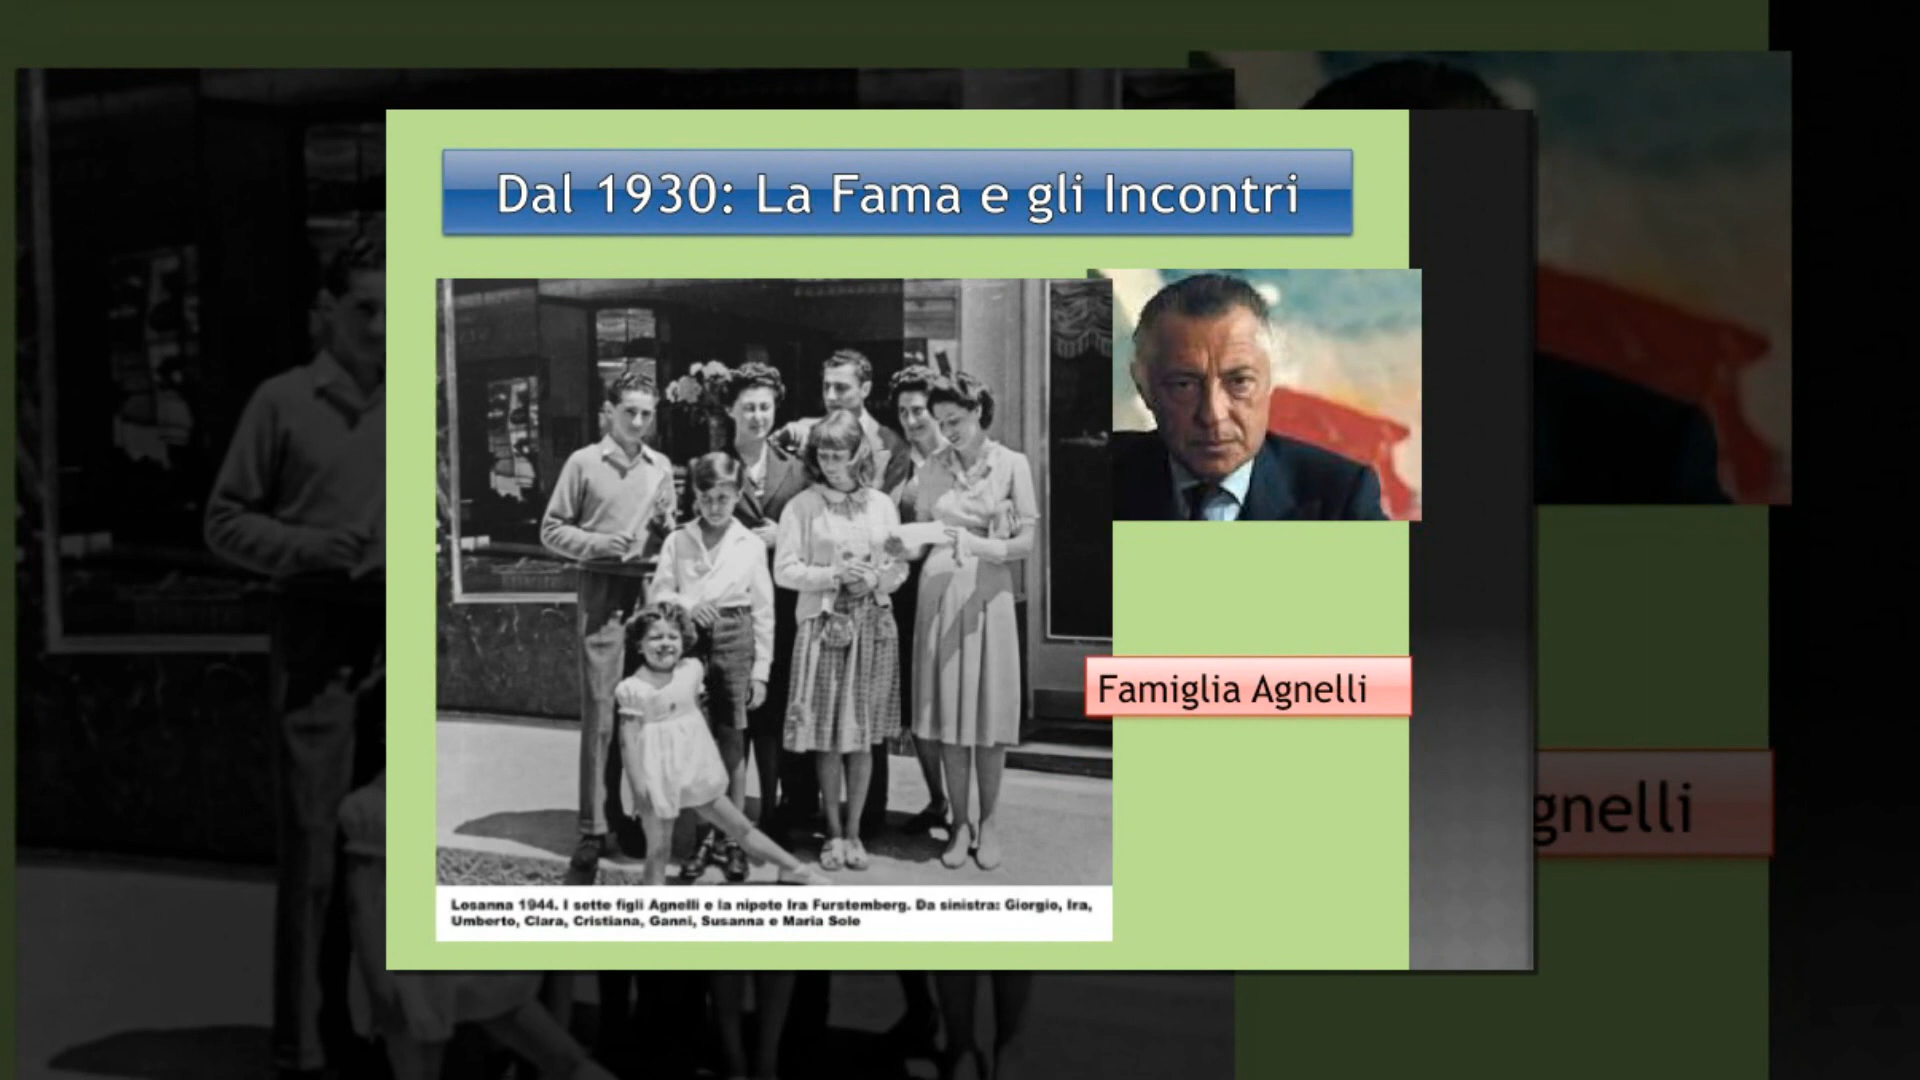 Dal 1930: La Fama e gli Incontri
Famiglia Agnelli
gnelli
Losanna 1944. I sette figli Agnelli e la nipote Ira Furstemberg. Da sinistra: Giorgio, Ira,
Umberto, Clara, Cristiana, Ganni, Susanna e Maria Sole